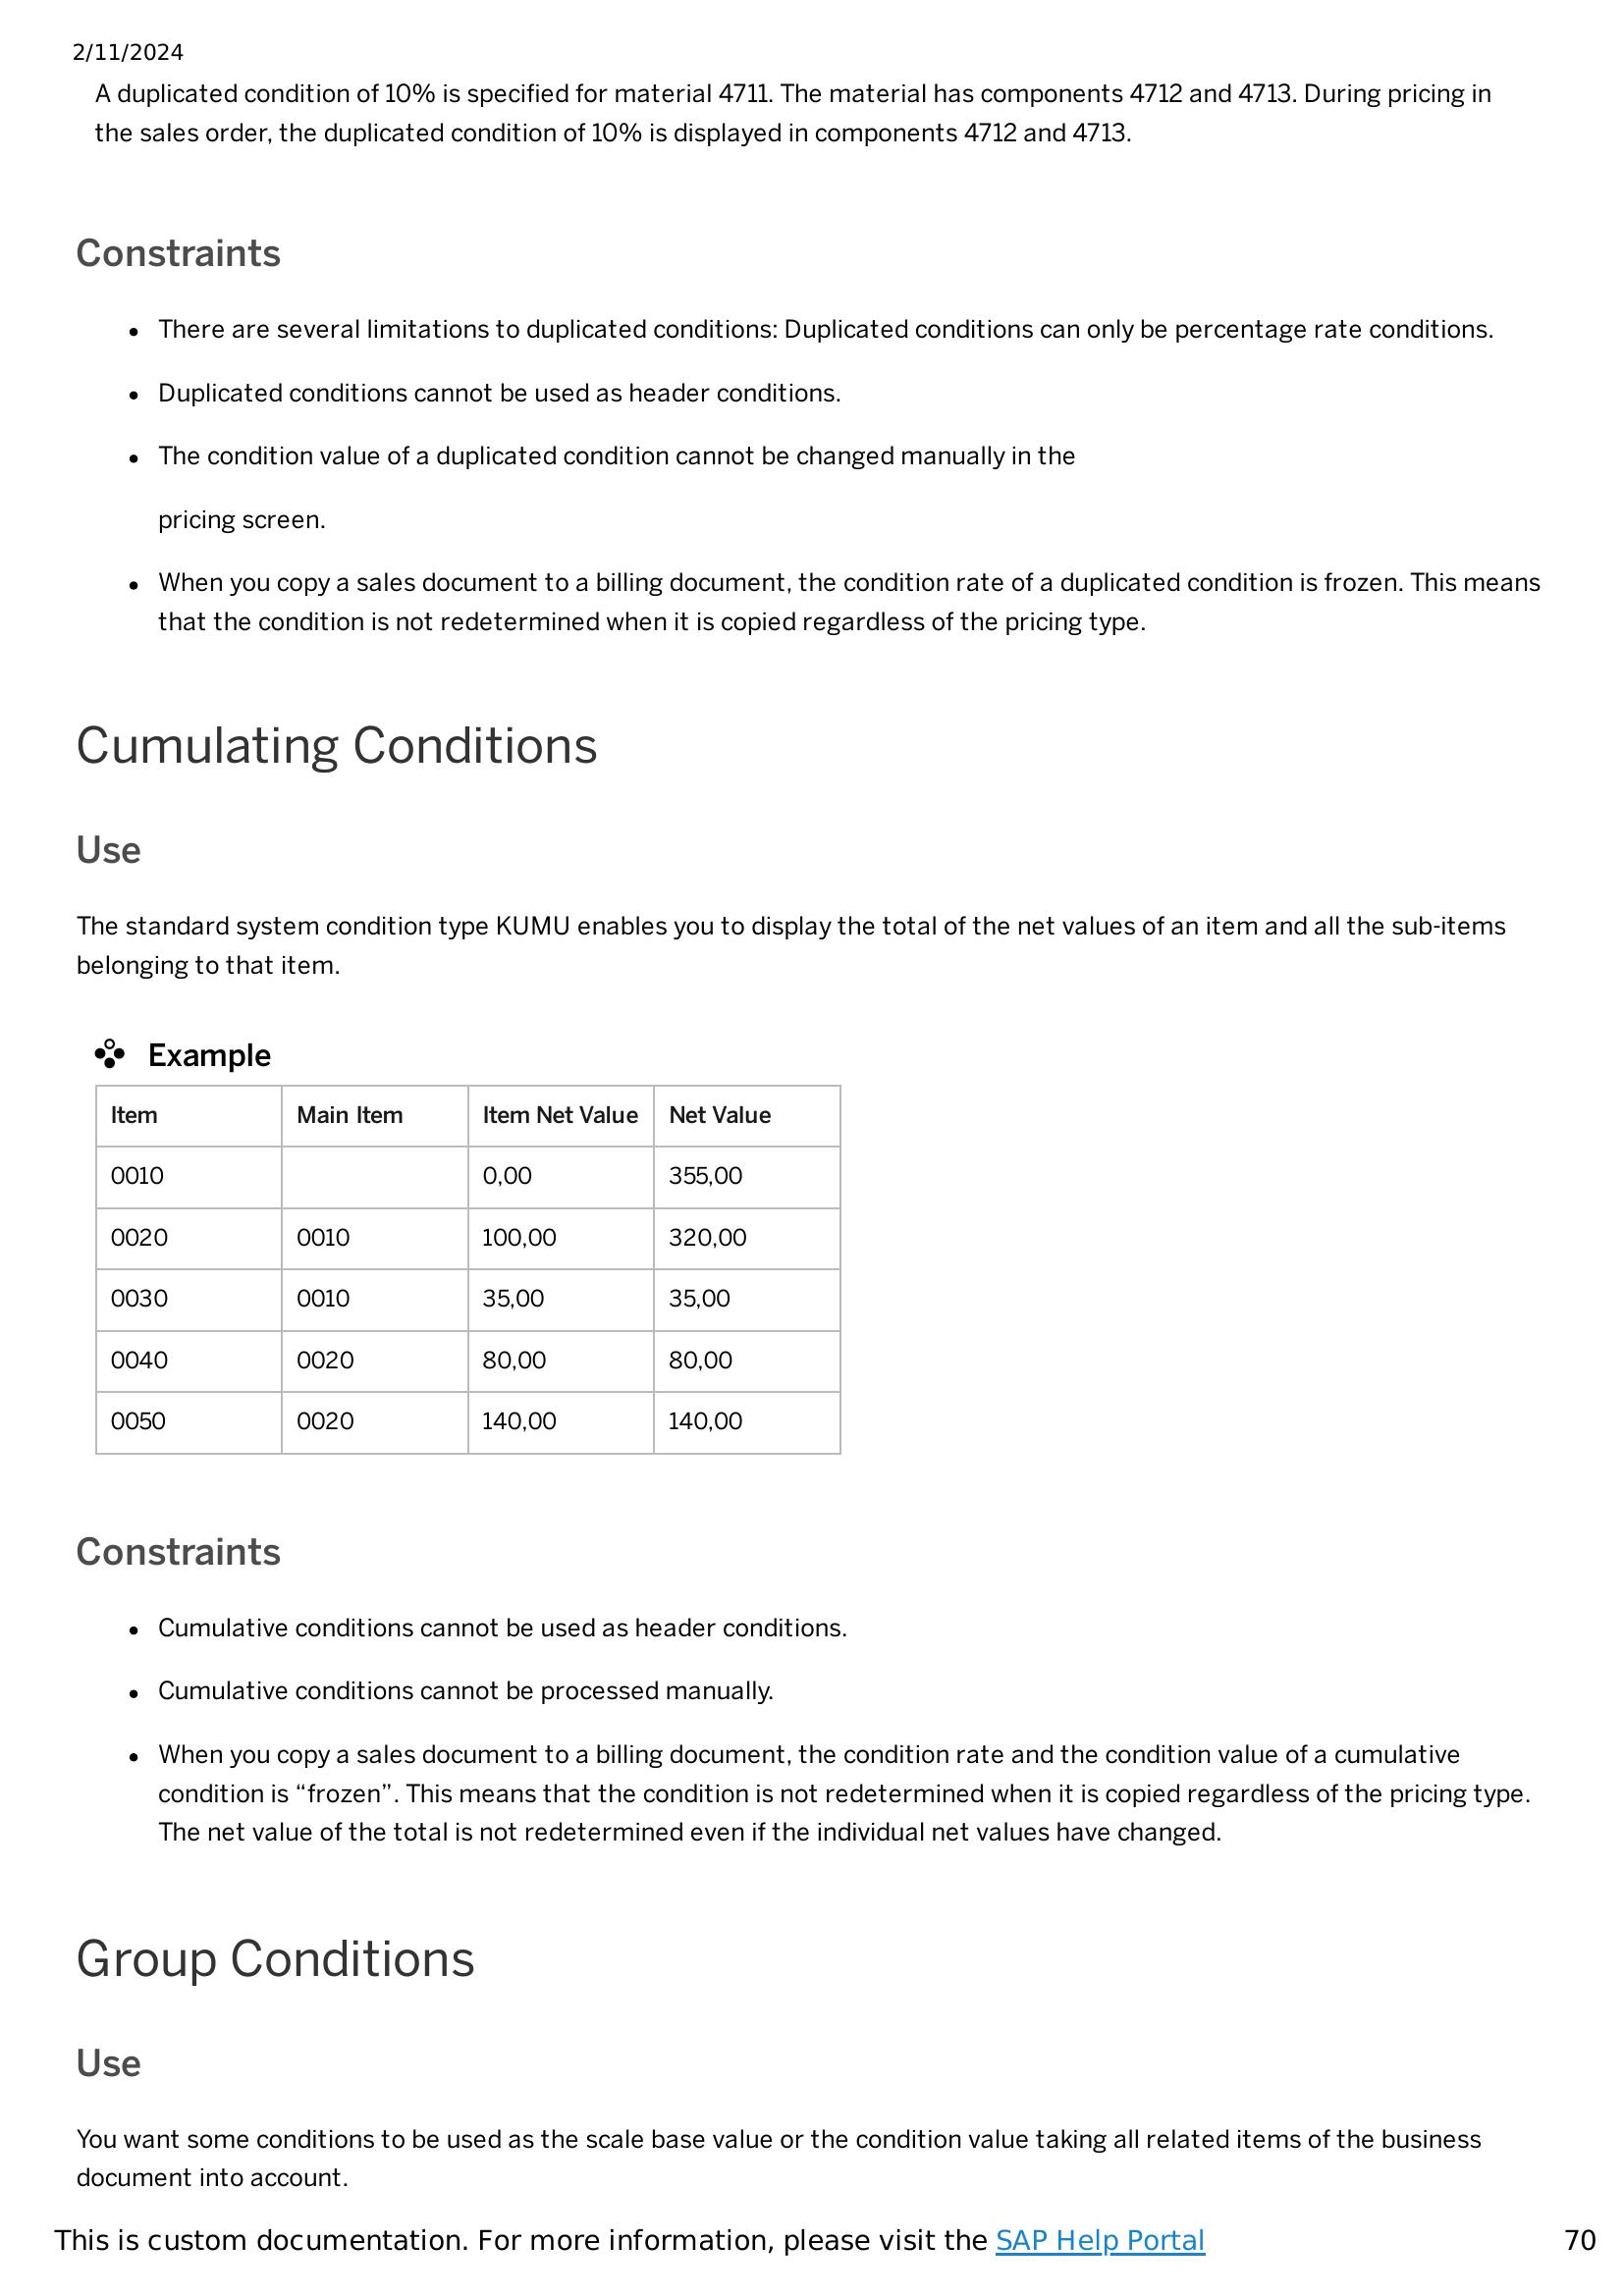 2/11/2024
A duplicated condition of 10% is specified for material 4711. The material has components 4712 and 4713. During pricing in
the sales order, the duplicated condition of 10% is displayed in components 4712 and 4713.
Constraints
• There are several limitations to duplicated conditions: Duplicated conditions can only be percentage rate conditions.
• Duplicated conditions cannot be used as header conditions.
• The condition value of a duplicated condition cannot be changed manually in the
pricing screen.
• When you copy a sales document to a billing document, the condition rate of a duplicated condition is frozen. This means
that the condition is not redetermined when it is copied regardless of the pricing type.
Cumulating Conditions
Use
The standard system condition type KUMU enables you to display the total of the net values of an item and all the sub-items
belonging to that item.
Example
Item Main Item Item Net Value Net Value
0010 0,00 355,00
0020 0010 100,00 320,00
0030 0010 35,00 35,00
0040 0020 80,00 80,00
0050 0020 140,00 140,00
Constraints
• Cumulative conditions cannot be used as header conditions.
• Cumulative conditions cannot be processed manually.
• When you copy a sales document to a billing document, the condition rate and the condition value of a cumulative
condition is “frozen”. This means that the condition is not redetermined when it is copied regardless of the pricing type.
The net value of the total is not redetermined even if the individual net values have changed.
Group Conditions
Use
You want some conditions to be used as the scale base value or the condition value taking all related items of the business
document into account.
This is custom documentation. For more information, please visit the SAP Help Portal 70